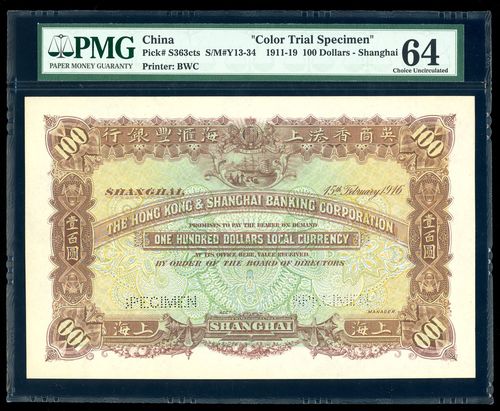 PMG
PAPER MONEY GUARANTY
China "Color Trial Specimen"
Pick# S363cts S/M#Y13-34 1911-19 100 Dollars - Shanghai
Printer: BWC
64
Choice Uncirculated
100 行銀豐滙海上港香商英 100
SHANGHAI 15th February, 1916
THE HONG KONG & SHANGHAI BANKING CORPORATION
PROMISES TO PAY THE BEARER ON DEMAND
ONE HUNDRED DOLLARS LOCAL CURRENCY
AT ITS OFFICE HERE, VALUE RECEIVED
BY ORDER OF THE BOARD OF DIRECTORS
壹百圓 壹百圓
SPECIMEN SPECIMEN
MANAGER
100 海上 SHANGHAI 海上 100